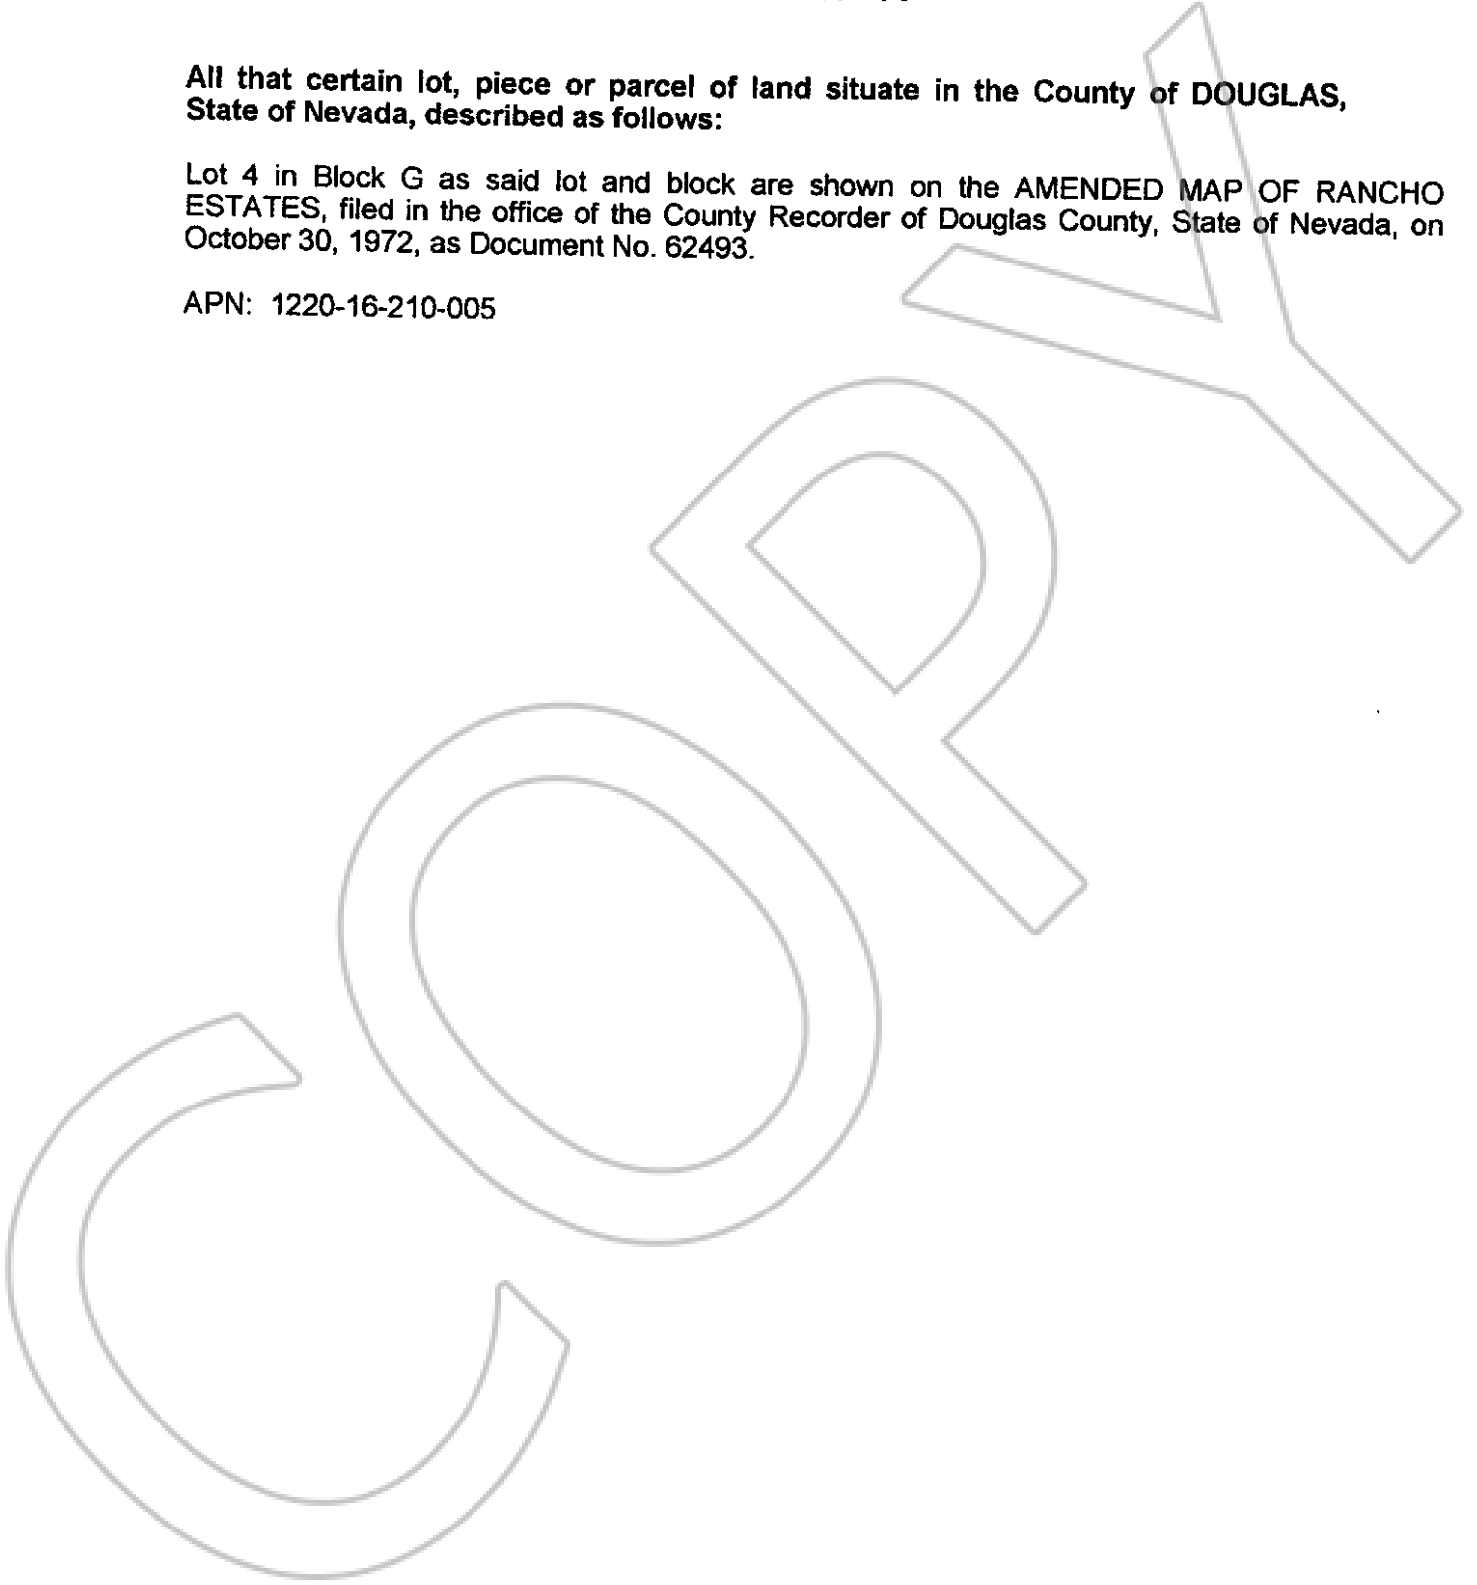 All that certain lot, piece or parcel of land situate in the County of DOUGLAS,
State of Nevada, described as follows:
Lot 4 in Block G as said lot and block are shown on the AMENDED MAP OF RANCHO
ESTATES, filed in the office of the County Recorder of Douglas County, State of Nevada, on
October 30, 1972, as Document No. 62493.
APN: 1220-16-210-005
COPY